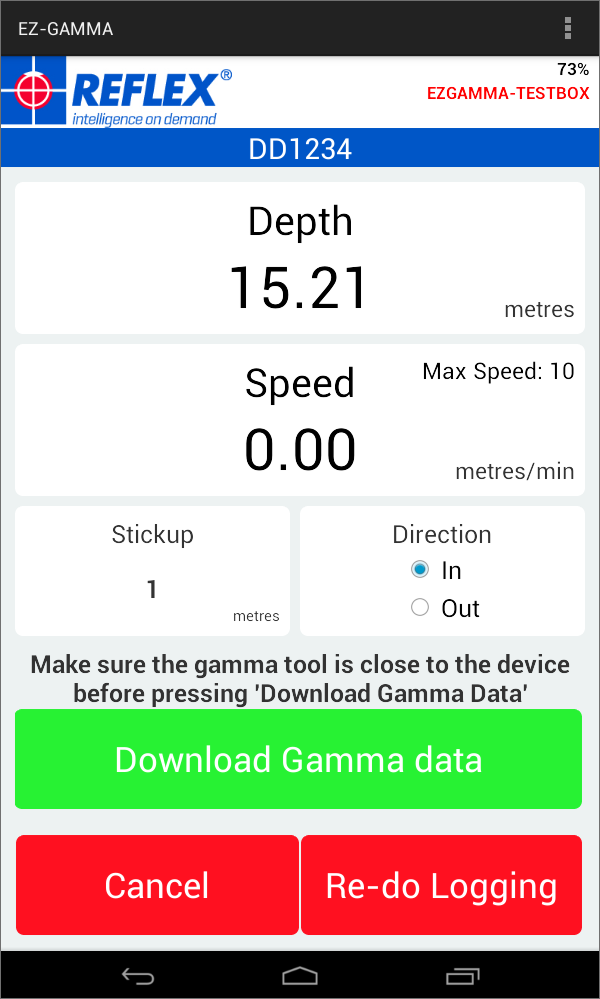 EZ-GAMMA
73%
REFLEX®
EZGAMMA-TESTBOX
intelligence on demand
DD1234
Depth
15.21
metres
Speed
Max Speed: 10
0.00
metres/min
Stickup
1
metres
Direction
In
Out
Make sure the gamma tool is close to the device
before pressing 'Download Gamma Data'
Download Gamma data
Cancel
Re-do Logging